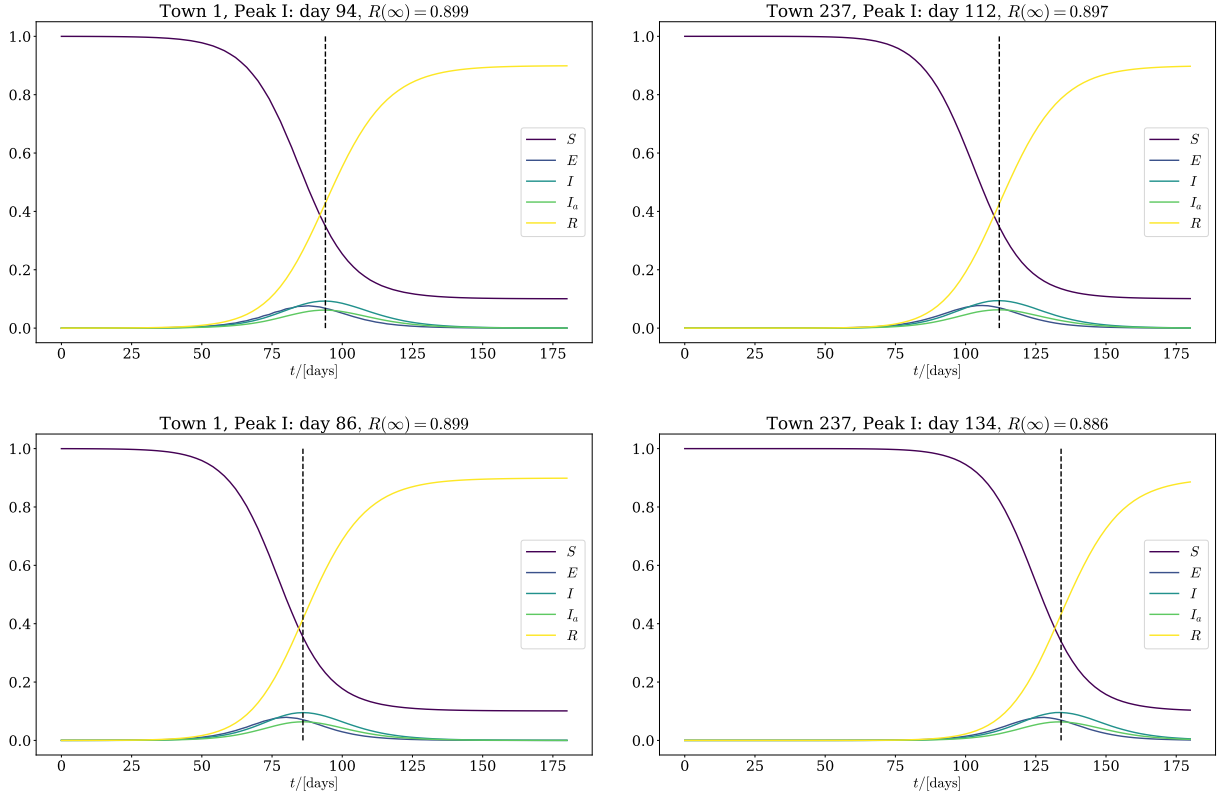 Town 1, Peak I: day 94, R(∞) = 0.899
1.0
0.8
0.6
0.4
0.2
0.0
S
E
I
I_a
R
0 25 50 75 100 125 150 175
t/[days]
Town 237, Peak I: day 112, R(∞) = 0.897
1.0
0.8
0.6
0.4
0.2
0.0
S
E
I
I_a
R
0 25 50 75 100 125 150 175
t/[days]
Town 1, Peak I: day 86, R(∞) = 0.899
1.0
0.8
0.6
0.4
0.2
0.0
S
E
I
I_a
R
0 25 50 75 100 125 150 175
t/[days]
Town 237, Peak I: day 134, R(∞) = 0.886
1.0
0.8
0.6
0.4
0.2
0.0
S
E
I
I_a
R
0 25 50 75 100 125 150 175
t/[days]